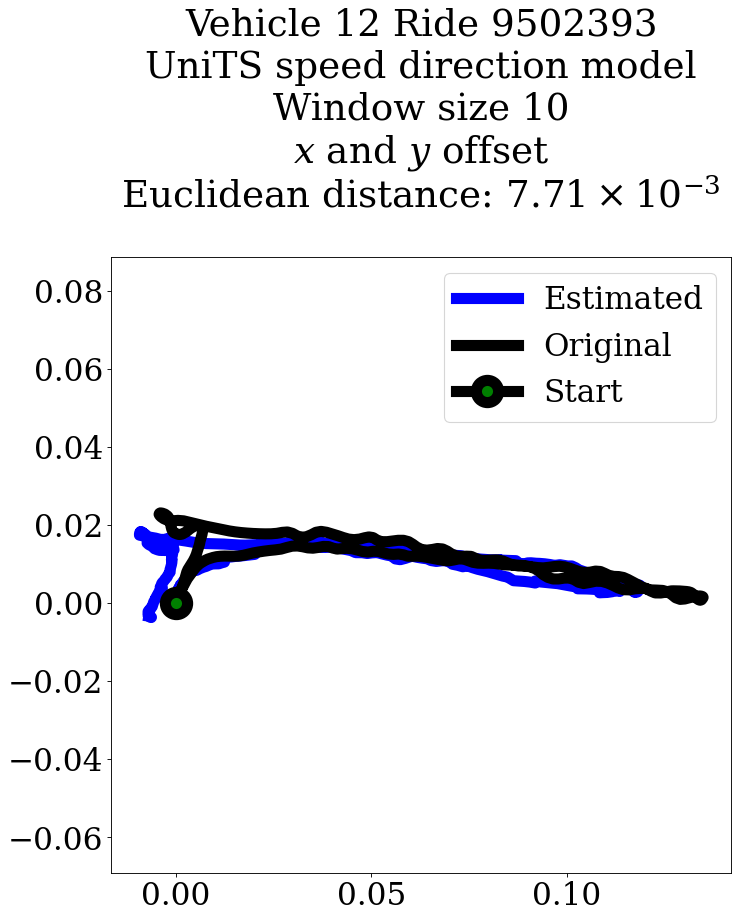 Vehicle 12 Ride 9502393
UniTS speed direction model
Window size 10
x and y offset
Euclidean distance: 7.71 × 10⁻³
Estimated
Original
Start
0.08
0.06
0.04
0.02
0.00
−0.02
−0.04
−0.06
0.00 0.05 0.10